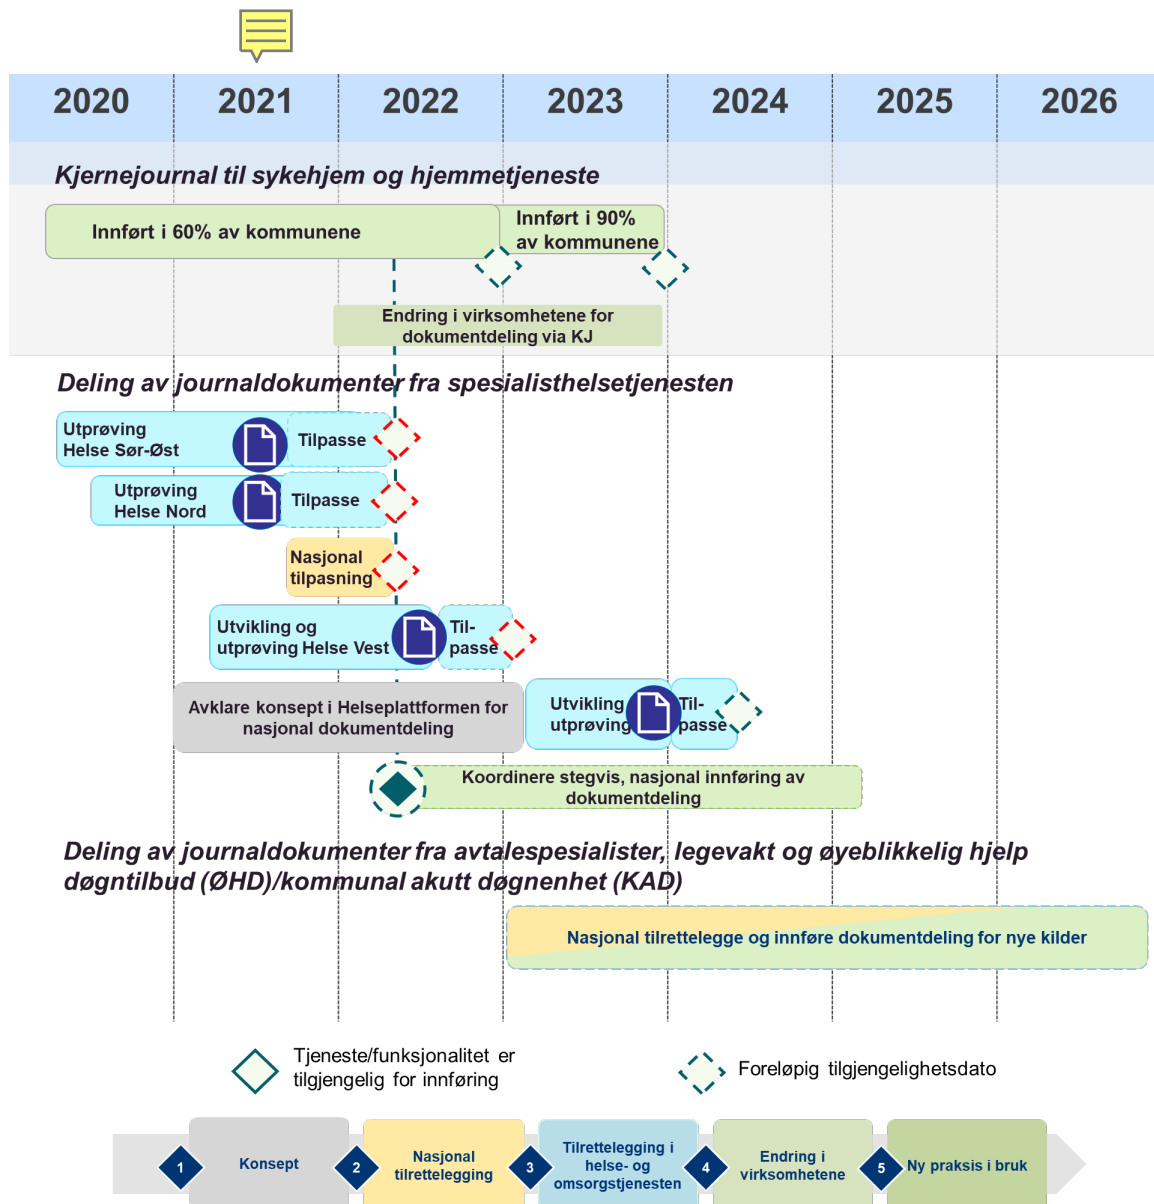 2020 2021 2022 2023 2024 2025 2026
Kjernejournal til sykehjem og hjemmetjeneste
Innført i 60% av kommunene
Innført i 90%
av kommunene
Endring i virksomhetene for
dokumentdeling via KJ
Deling av journaldokumenter fra spesialisthelsetjenesten
Utprøving
Helse Sør-Øst
Tilpasse
Utprøving
Helse Nord
Tilpasse
Nasjonal
tilpasning
Utvikling og
utprøving Helse Vest
Til-
passe
Avklare konsept i Helseplattformen for
nasjonal dokumentdeling
Utvikling
utprøving
Til-
passe
Koordinere stegvis, nasjonal innføring av
dokumentdeling
Deling av journaldokumenter fra avtalespesialister, legevakt og øyeblikkelig hjelp
døgntilbud (ØHD)/kommunal akutt døgnenhet (KAD)
Nasjonal tilrettelegge og innføre dokumentdeling for nye kilder
Tjeneste/funksjonalitet er
tilgjengelig for innføring
Foreløpig tilgjengelighetsdato
1
Konsept
2
Nasjonal
tilrettelegging
3
Tilrettelegging i
helse- og
omsorgstjenesten
4
Endring i
virksomhetene
5
Ny praksis i bruk